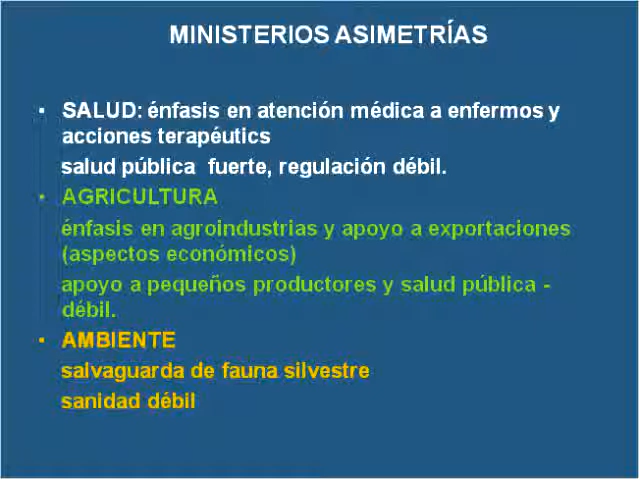 MINISTERIOS ASIMETRÍAS
• SALUD: énfasis en atención médica a enfermos y
acciones terapéutics
salud pública fuerte, regulación débil.
• AGRICULTURA
énfasis en agroindustrias y apoyo a exportaciones
(aspectos económicos)
apoyo a pequeños productores y salud pública -
débil.
• AMBIENTE
salvaguarda de fauna silvestre
sanidad débil